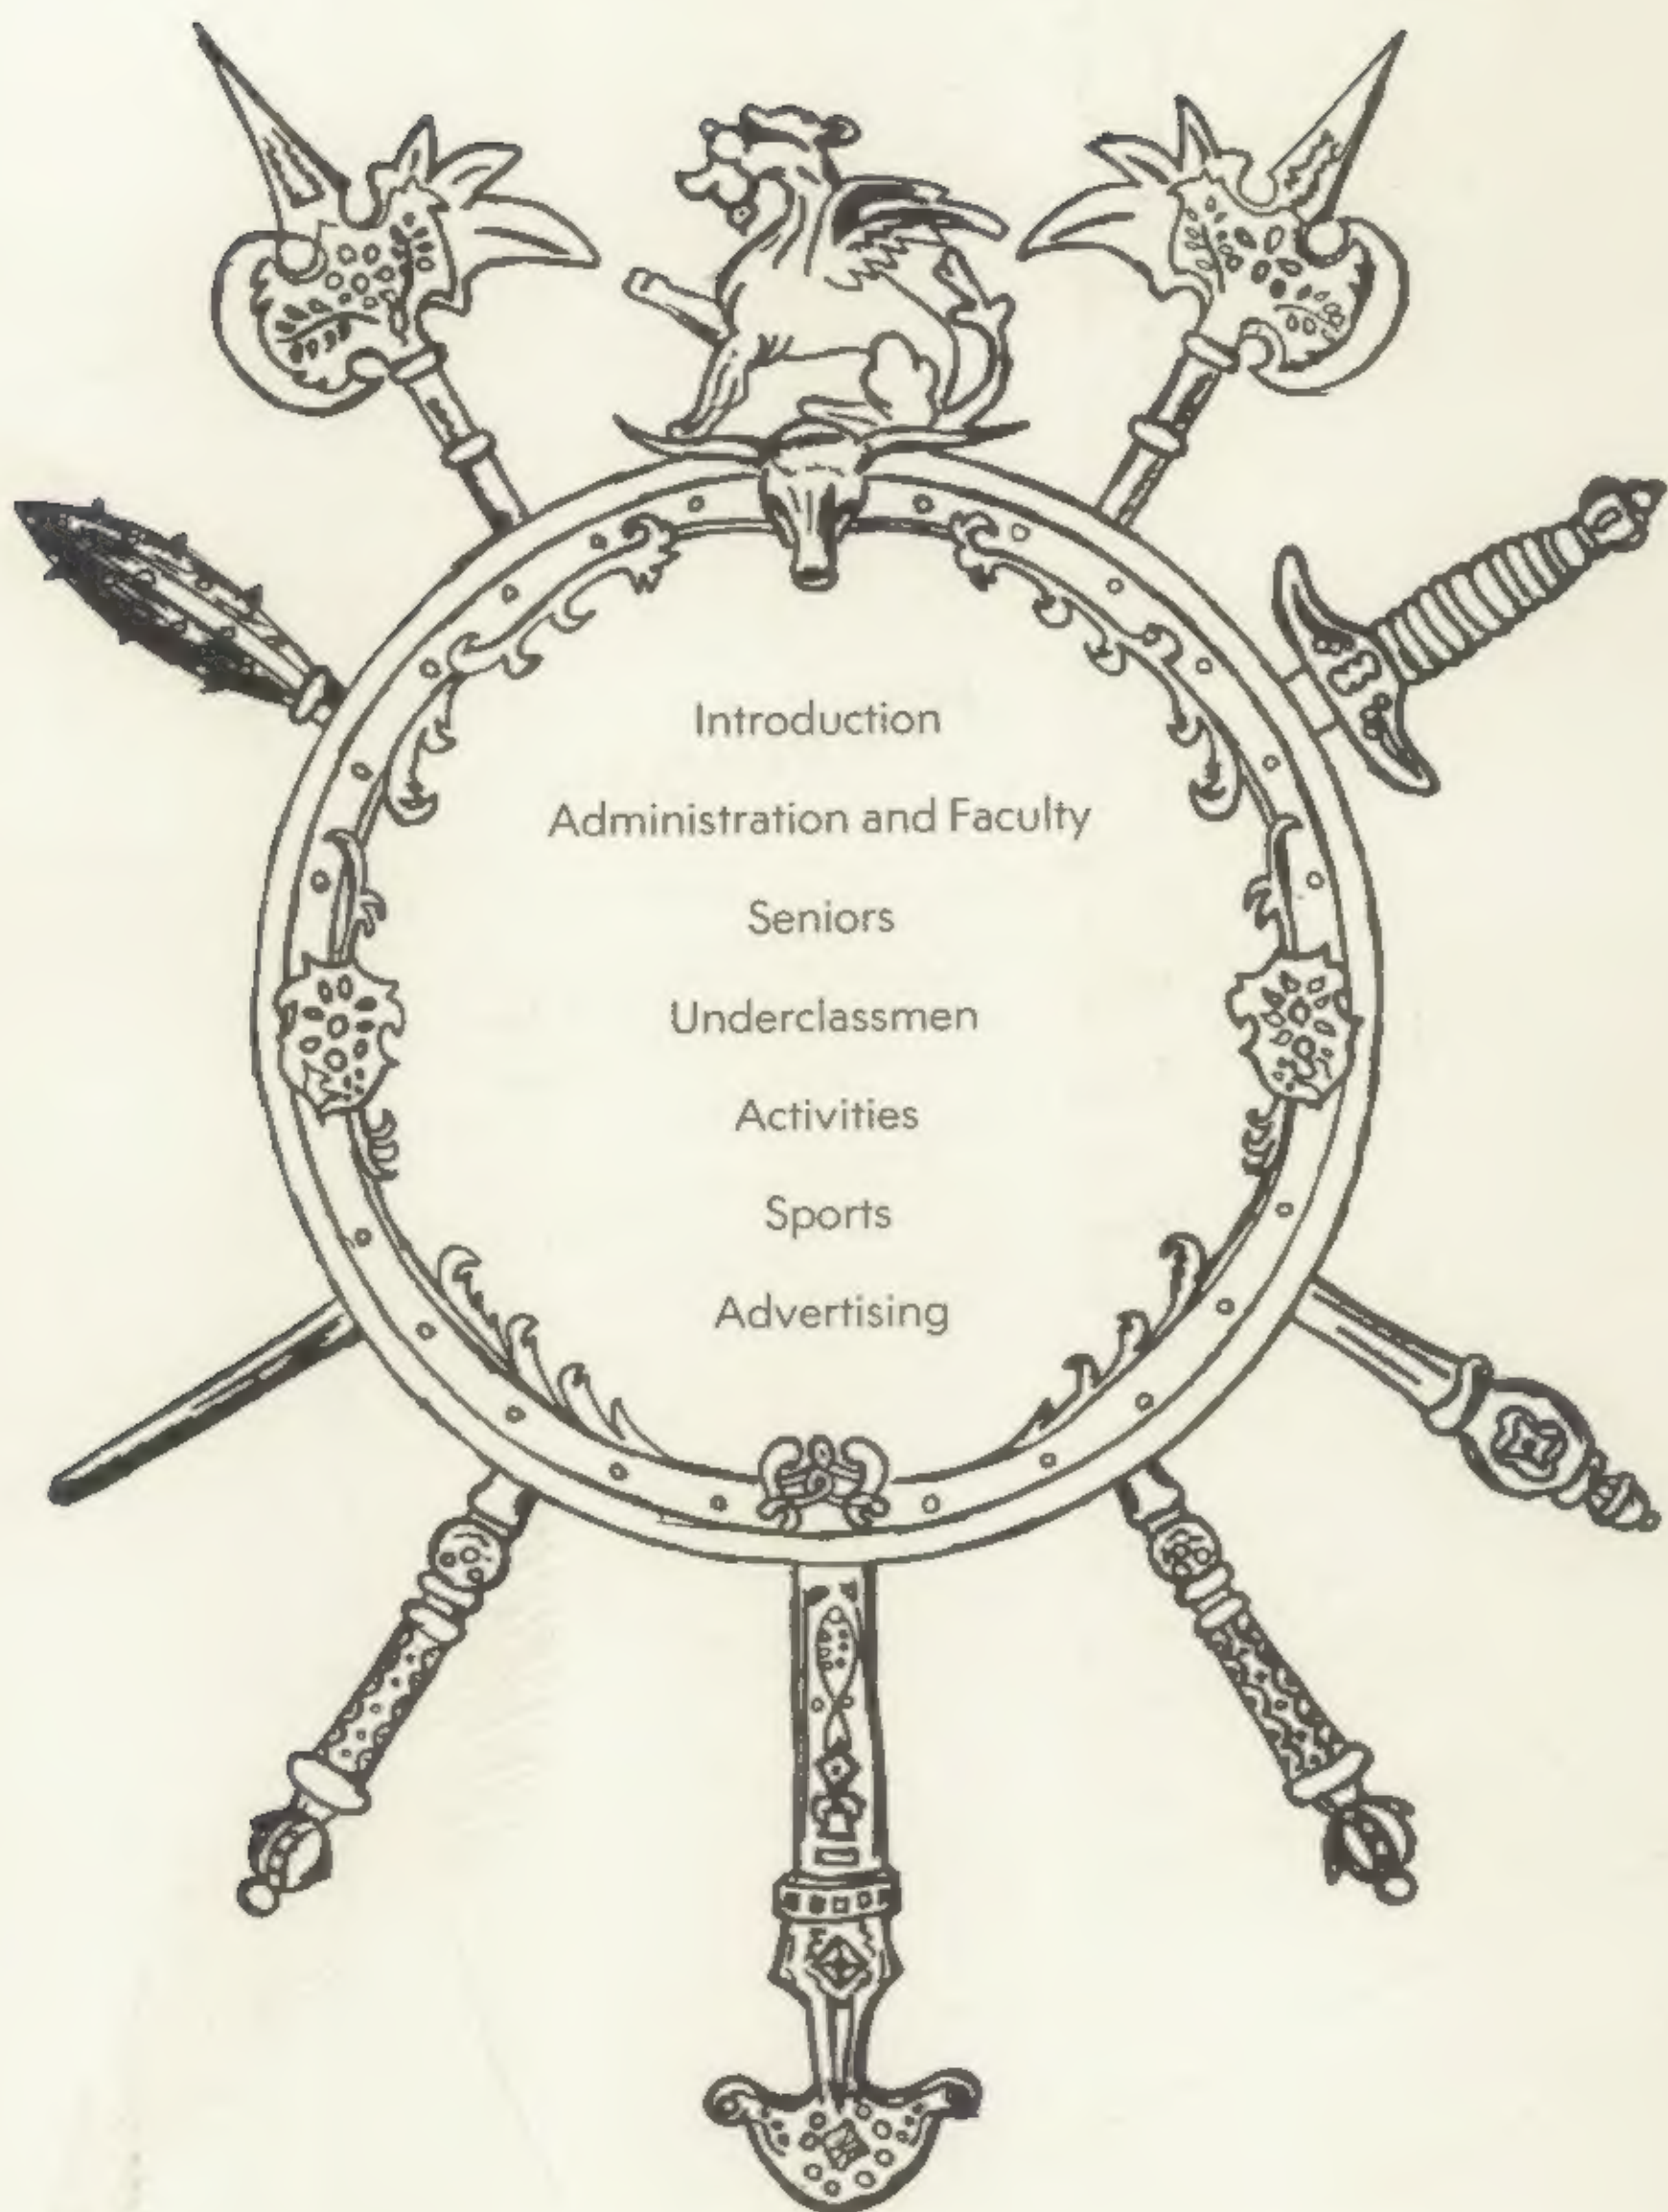 Introduction
Administration and Faculty
Seniors
Underclassmen
Activities
Sports
Advertising